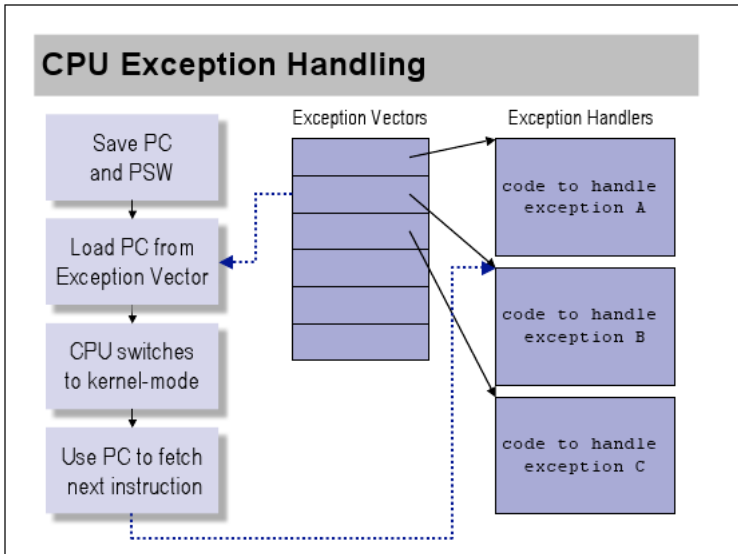 CPU Exception Handling
Save PC
and PSW
Load PC from
Exception Vector
CPU switches
to kernel-mode
Use PC to fetch
next instruction
Exception Vectors
Exception Handlers
code to handle
exception A
code to handle
exception B
code to handle
exception C